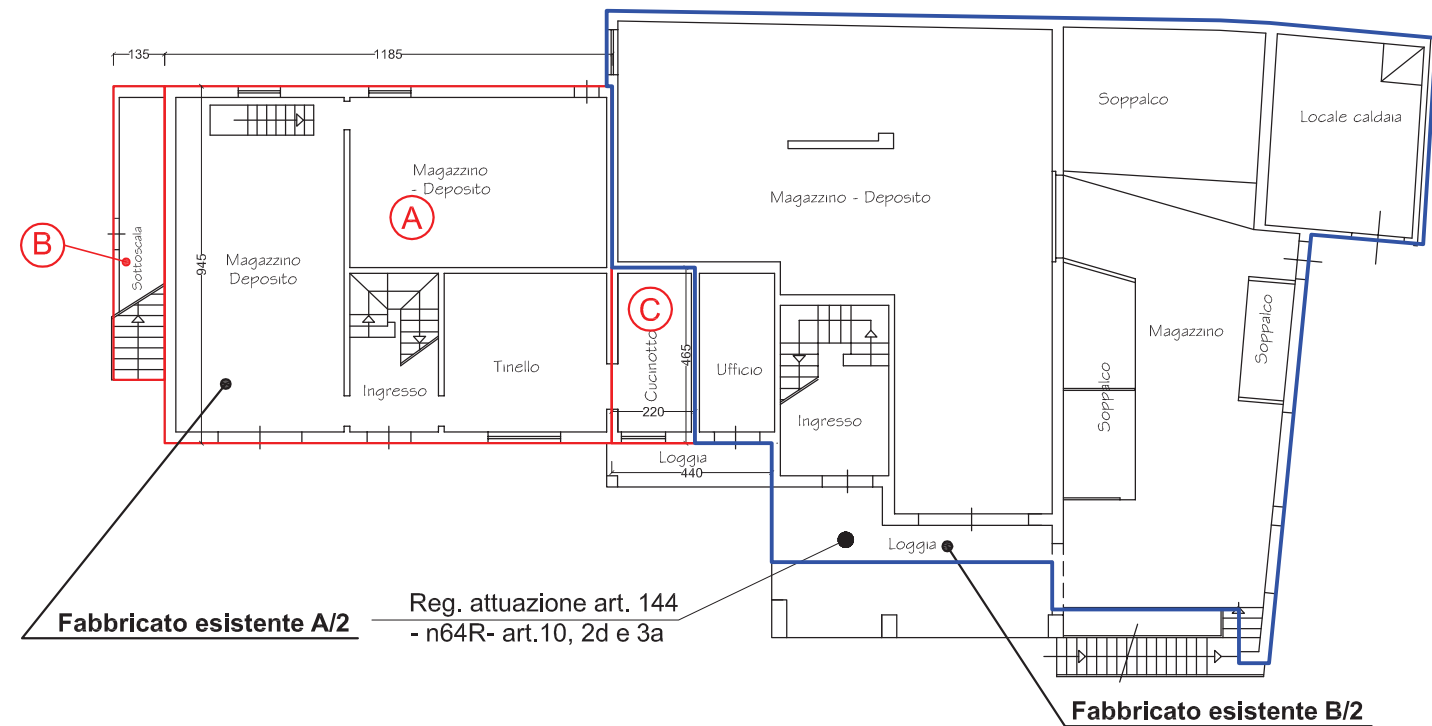 135
1185
Soppalco
Locale caldaia
Magazzino
- Deposito
A
Magazzino - Deposito
B
Sottoscala
945
Magazzino
Deposito
C
Cucinotto
465
220
Ufficio
Tinello
Ingresso
Ingresso
Magazzino
Soppalco
Soppalco
Loggia
440
Loggia
Reg. attuazione art. 144
- n64R- art.10, 2d e 3a
Fabbricato esistente A/2
Fabbricato esistente B/2